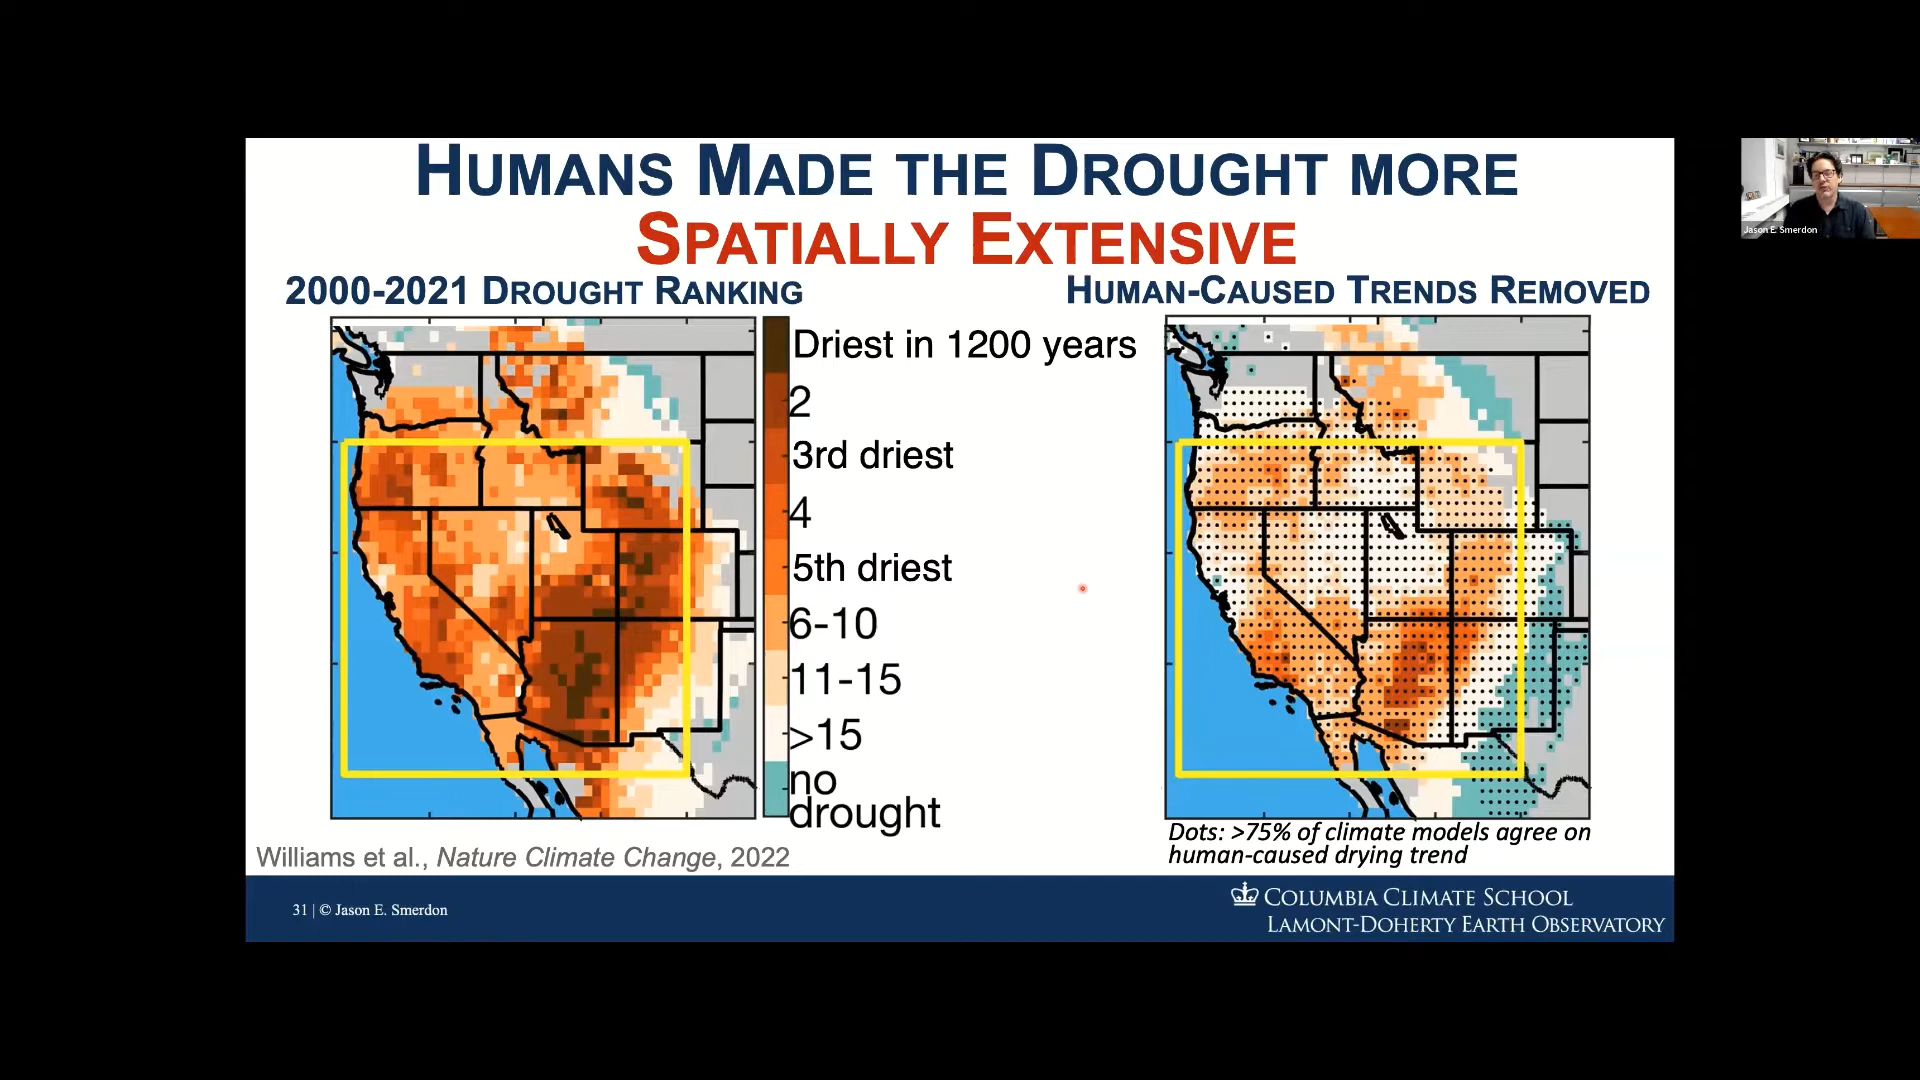 HUMANS MADE THE DROUGHT MORE
SPATIALLY EXTENSIVE
2000-2021 DROUGHT RANKING
HUMAN-CAUSED TRENDS REMOVED
Driest in 1200 years
2
3rd driest
4
5th driest
6-10
11-15
>15
no
drought
Dots: >75% of climate models agree on
human-caused drying trend
Williams et al., Nature Climate Change, 2022
31 | © Jason E. Smerdon
COLUMBIA CLIMATE SCHOOL
LAMONT-DOHERTY EARTH OBSERVATORY
Jason E. Smerdon